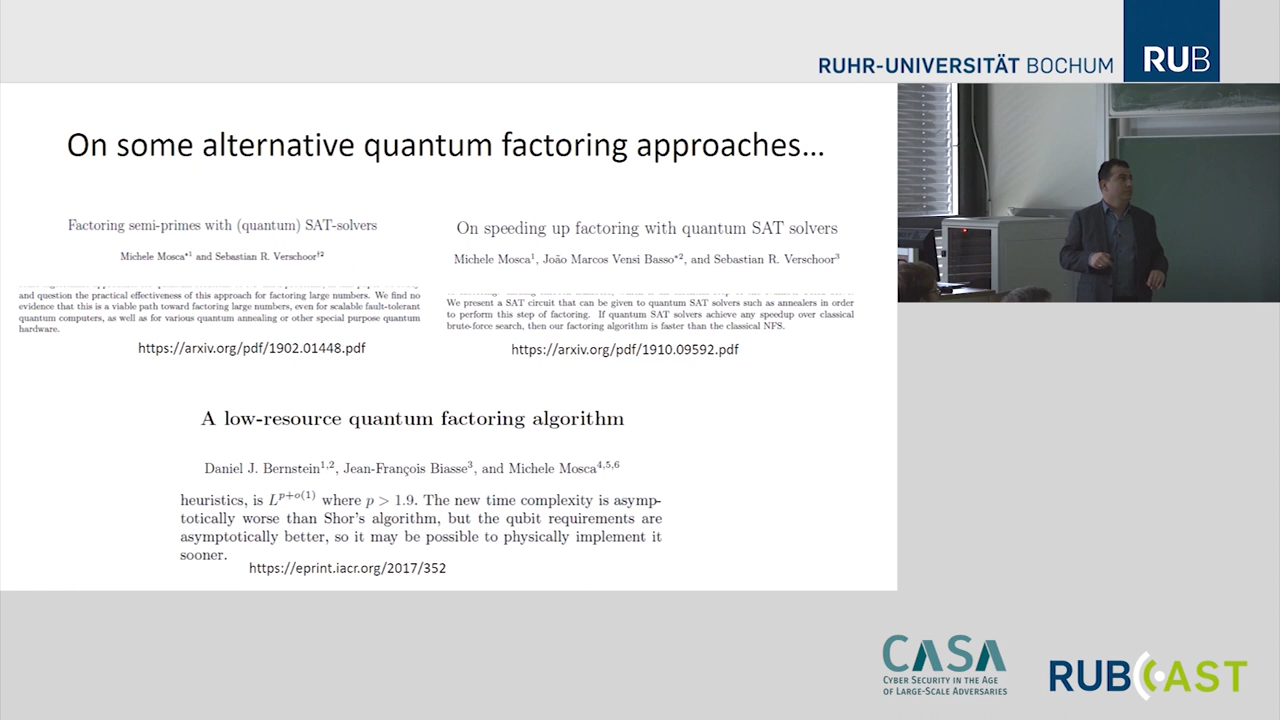 RUHR-UNIVERSITÄT BOCHUM
RUB
On some alternative quantum factoring approaches...
Factoring semi-primes with (quantum) SAT-solvers
Michele Mosca*1 and Sebastian R. Verschoor†2
and question the practical effectiveness of this approach for factoring large numbers. We find no
evidence that this is a viable path toward factoring large numbers, even for scalable fault-tolerant
quantum computers, as well as for various quantum annealing or other special purpose quantum
hardware.
https://arxiv.org/pdf/1902.01448.pdf
On speeding up factoring with quantum SAT solvers
Michele Mosca1, João Marcos Vensi Basso*2, and Sebastian R. Verschoor3
We present a SAT circuit that can be given to quantum SAT solvers such as annealers in order
to perform this step of factoring. If quantum SAT solvers achieve any speedup over classical
brute-force search, then our factoring algorithm is faster than the classical NFS.
https://arxiv.org/pdf/1910.09592.pdf
A low-resource quantum factoring algorithm
Daniel J. Bernstein1,2, Jean-François Biasse3, and Michele Mosca4,5,6
heuristics, is L^p+o(1) where p > 1.9. The new time complexity is asymp-
totically worse than Shor's algorithm, but the qubit requirements are
asymptotically better, so it may be possible to physically implement it
sooner.
https://eprint.iacr.org/2017/352
CASA
CYBER SECURITY IN THE AGE
OF LARGE-SCALE ADVERSARIES
RUBCAST